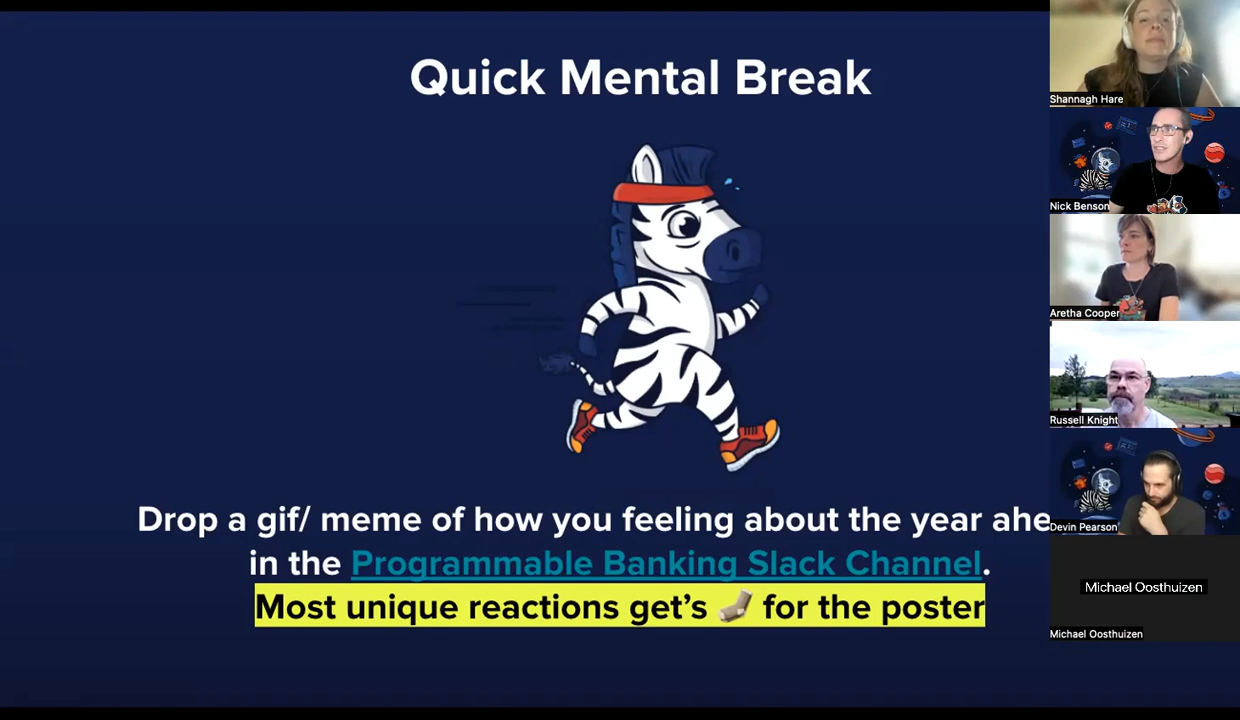 Quick Mental Break
Drop a gif/ meme of how you feeling about the year ahe
in the Programmable Banking Slack Channel.
Most unique reactions get's 🧦 for the poster
Shannagh Hare
Nick Benson
Aretha Cooper
Russell Knight
Devin Pearson
Michael Oosthuizen
Michael Oosthuizen